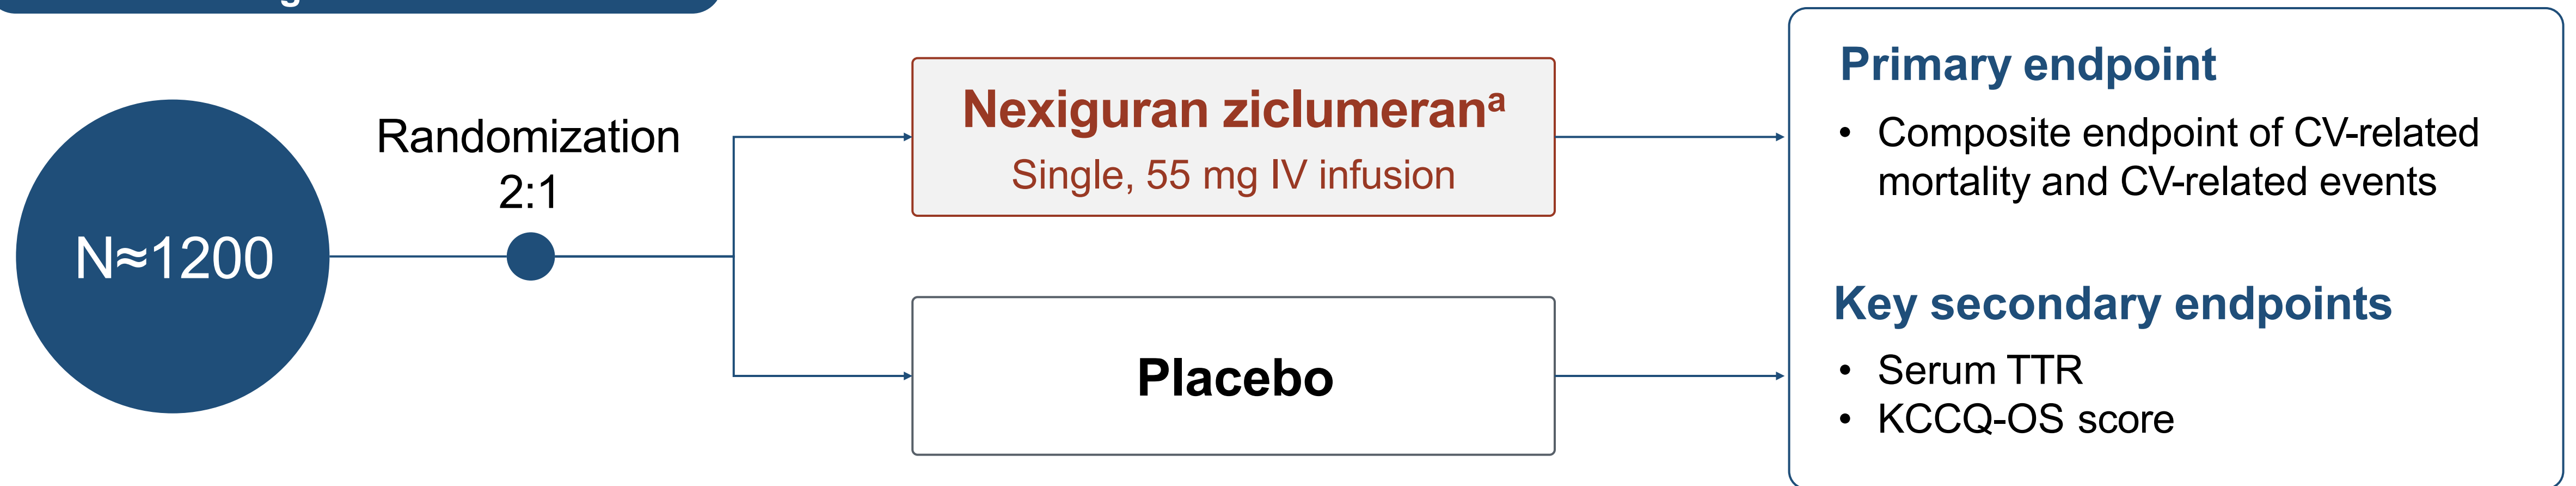 N≈1200
Randomization
2:1
Nexiguran ziclumeranᵃ
Single, 55 mg IV infusion
Placebo
Primary endpoint
• Composite endpoint of CV-related
mortality and CV-related events
Key secondary endpoints
• Serum TTR
• KCCQ-OS score